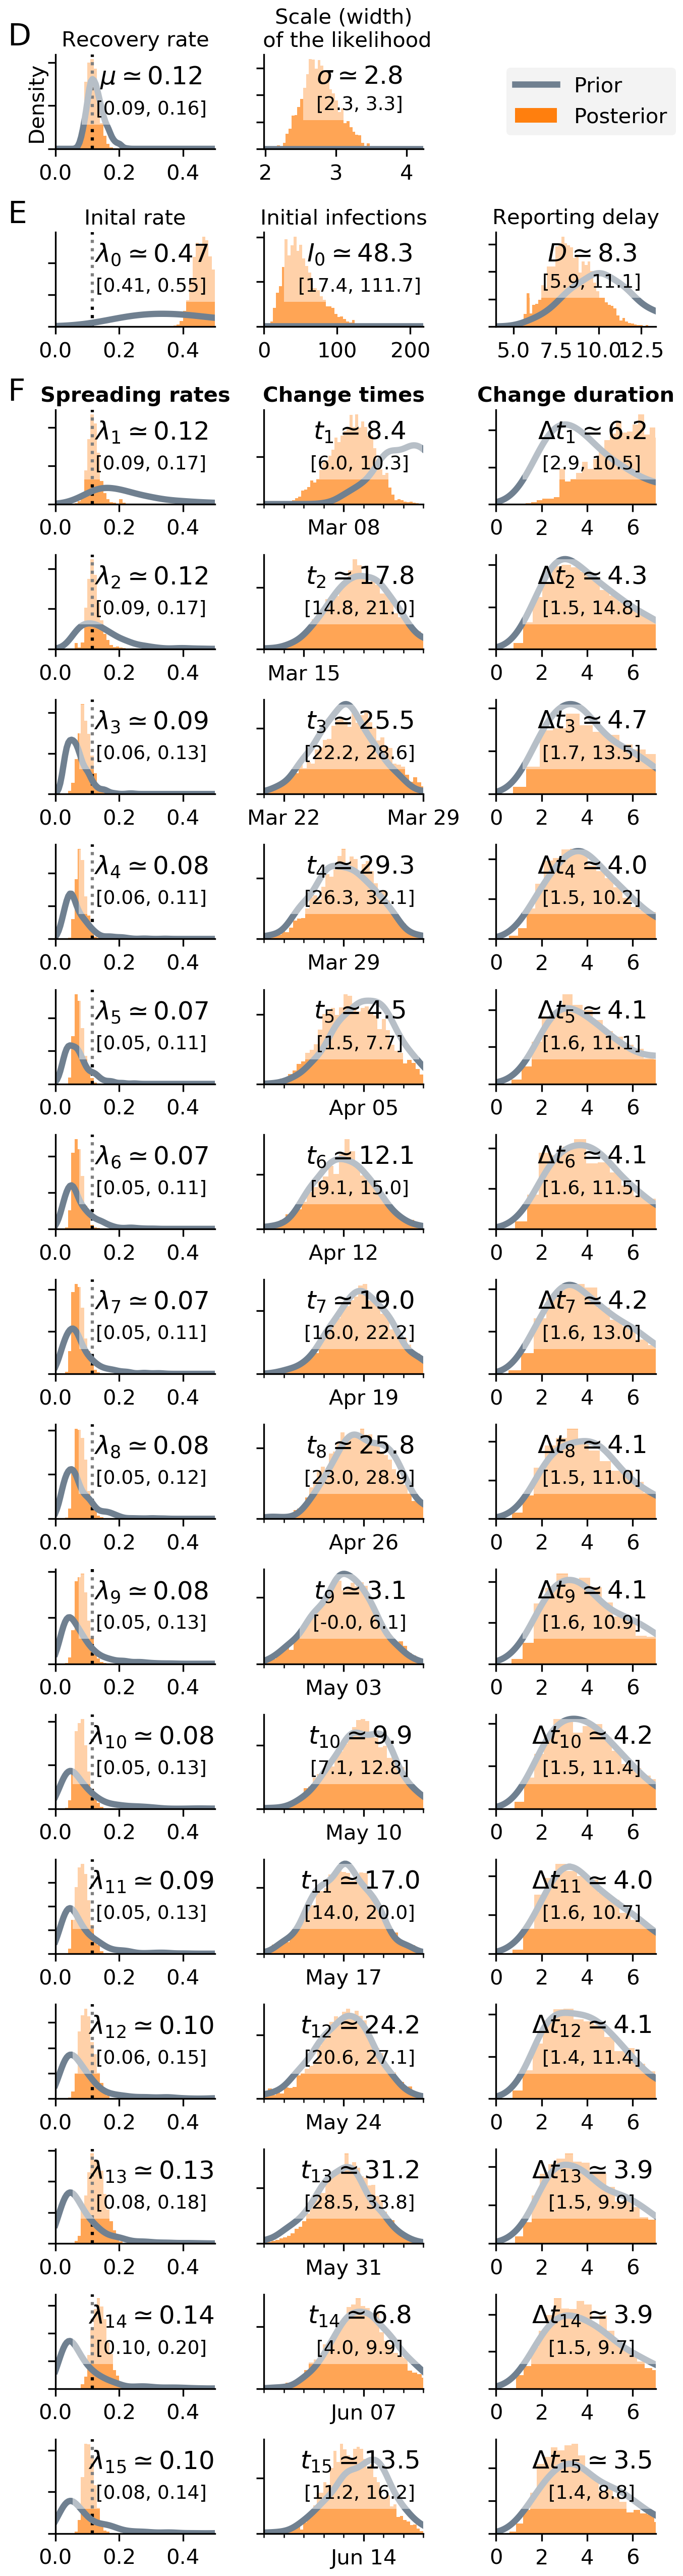 D
Recovery rate
Scale (width)
of the likelihood
Density
μ ≃ 0.12
[0.09, 0.16]
σ ≃ 2.8
[2.3, 3.3]
Prior
Posterior
0.0 0.2 0.4
2 3 4
E
Inital rate
Initial infections
Reporting delay
λ0 ≃ 0.47
[0.41, 0.55]
I0 ≃ 48.3
[17.4, 111.7]
D ≃ 8.3
[5.9, 11.1]
0.0 0.2 0.4
0 100 200
5.0 7.5 10.0 12.5
F
Spreading rates
Change times
Change duration
λ1 ≃ 0.12
[0.09, 0.17]
t1 ≃ 8.4
[6.0, 10.3]
Δt1 ≃ 6.2
[2.9, 10.5]
0.0 0.2 0.4
Mar 08
0 2 4 6
λ2 ≃ 0.12
[0.09, 0.17]
t2 ≃ 17.8
[14.8, 21.0]
Δt2 ≃ 4.3
[1.5, 14.8]
0.0 0.2 0.4
Mar 15
0 2 4 6
λ3 ≃ 0.09
[0.06, 0.13]
t3 ≃ 25.5
[22.2, 28.6]
Δt3 ≃ 4.7
[1.7, 13.5]
0.0 0.2 0.4
Mar 22 Mar 29
0 2 4 6
λ4 ≃ 0.08
[0.06, 0.11]
t4 ≃ 29.3
[26.3, 32.1]
Δt4 ≃ 4.0
[1.5, 10.2]
0.0 0.2 0.4
Mar 29
0 2 4 6
λ5 ≃ 0.07
[0.05, 0.11]
t5 ≃ 4.5
[1.5, 7.7]
Δt5 ≃ 4.1
[1.6, 11.1]
0.0 0.2 0.4
Apr 05
0 2 4 6
λ6 ≃ 0.07
[0.05, 0.11]
t6 ≃ 12.1
[9.1, 15.0]
Δt6 ≃ 4.1
[1.6, 11.5]
0.0 0.2 0.4
Apr 12
0 2 4 6
λ7 ≃ 0.07
[0.05, 0.11]
t7 ≃ 19.0
[16.0, 22.2]
Δt7 ≃ 4.2
[1.6, 13.0]
0.0 0.2 0.4
Apr 19
0 2 4 6
λ8 ≃ 0.08
[0.05, 0.12]
t8 ≃ 25.8
[23.0, 28.9]
Δt8 ≃ 4.1
[1.5, 11.0]
0.0 0.2 0.4
Apr 26
0 2 4 6
λ9 ≃ 0.08
[0.05, 0.13]
t9 ≃ 3.1
[-0.0, 6.1]
Δt9 ≃ 4.1
[1.6, 10.9]
0.0 0.2 0.4
May 03
0 2 4 6
λ10 ≃ 0.08
[0.05, 0.13]
t10 ≃ 9.9
[7.1, 12.8]
Δt10 ≃ 4.2
[1.5, 11.4]
0.0 0.2 0.4
May 10
0 2 4 6
λ11 ≃ 0.09
[0.05, 0.13]
t11 ≃ 17.0
[14.0, 20.0]
Δt11 ≃ 4.0
[1.6, 10.7]
0.0 0.2 0.4
May 17
0 2 4 6
λ12 ≃ 0.10
[0.06, 0.15]
t12 ≃ 24.2
[20.6, 27.1]
Δt12 ≃ 4.1
[1.4, 11.4]
0.0 0.2 0.4
May 24
0 2 4 6
λ13 ≃ 0.13
[0.08, 0.18]
t13 ≃ 31.2
[28.5, 33.8]
Δt13 ≃ 3.9
[1.5, 9.9]
0.0 0.2 0.4
May 31
0 2 4 6
λ14 ≃ 0.14
[0.10, 0.20]
t14 ≃ 6.8
[4.0, 9.9]
Δt14 ≃ 3.9
[1.5, 9.7]
0.0 0.2 0.4
Jun 07
0 2 4 6
λ15 ≃ 0.10
[0.08, 0.14]
t15 ≃ 13.5
[11.2, 16.2]
Δt15 ≃ 3.5
[1.4, 8.8]
0.0 0.2 0.4
Jun 14
0 2 4 6